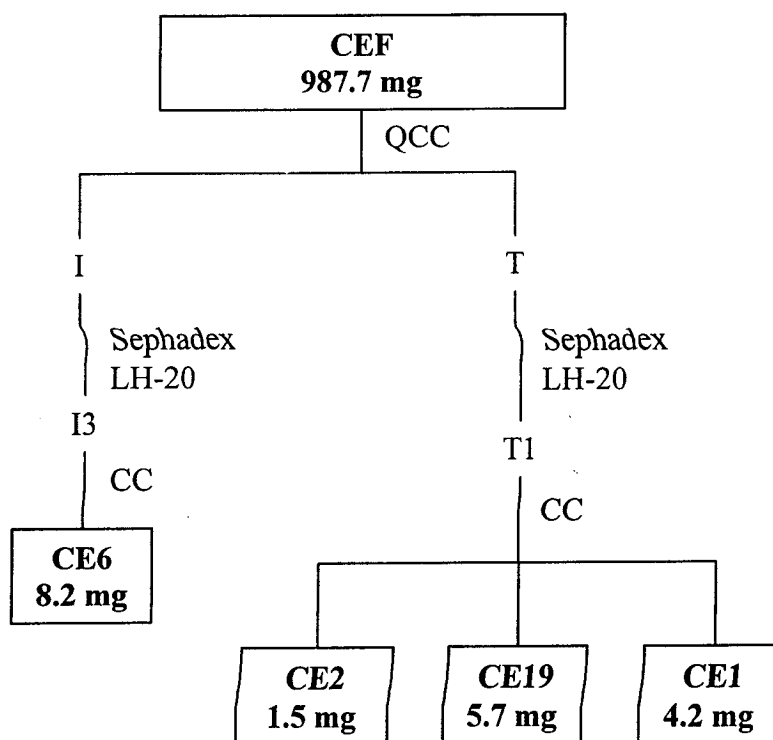 CEF
987.7 mg
QCC
I
T
Sephadex
LH-20
Sephadex
LH-20
I3
T1
CC
CC
CE6
8.2 mg
CE2
1.5 mg
CE19
5.7 mg
CE1
4.2 mg